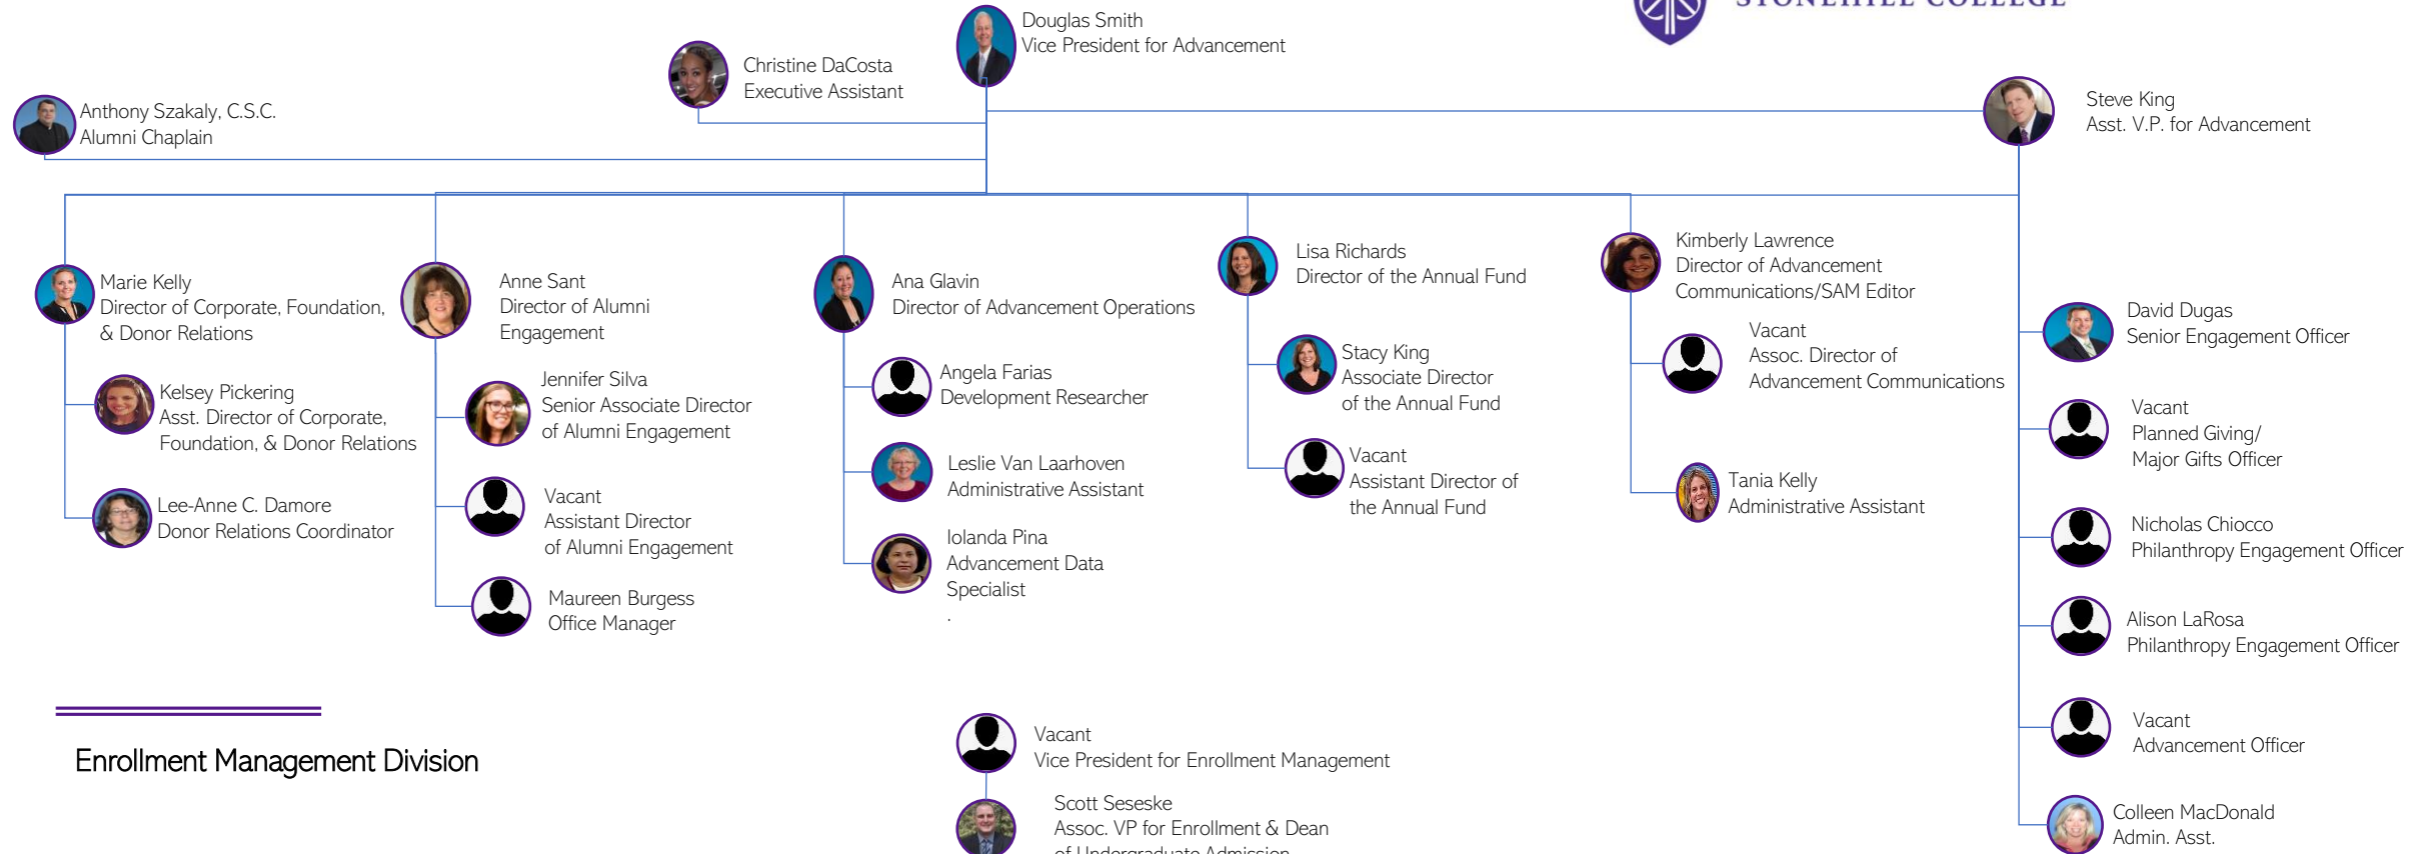 STONEHILL COLLEGE
Douglas Smith
Vice President for Advancement
Christine DaCosta
Executive Assistant
Anthony Szakaly, C.S.C.
Alumni Chaplain
Steve King
Asst. V.P. for Advancement
Marie Kelly
Director of Corporate, Foundation,
& Donor Relations
Kelsey Pickering
Asst. Director of Corporate,
Foundation, & Donor Relations
Lee-Anne C. Damore
Donor Relations Coordinator
Anne Sant
Director of Alumni
Engagement
Jennifer Silva
Senior Associate Director
of Alumni Engagement
Vacant
Assistant Director
of Alumni Engagement
Maureen Burgess
Office Manager
Ana Glavin
Director of Advancement Operations
Angela Farias
Development Researcher
Leslie Van Laarhoven
Administrative Assistant
Iolanda Pina
Advancement Data
Specialist
.
Lisa Richards
Director of the Annual Fund
Stacy King
Associate Director
of the Annual Fund
Vacant
Assistant Director of
the Annual Fund
Kimberly Lawrence
Director of Advancement
Communications/SAM Editor
Vacant
Assoc. Director of
Advancement Communications
Tania Kelly
Administrative Assistant
David Dugas
Senior Engagement Officer
Vacant
Planned Giving/
Major Gifts Officer
Nicholas Chiocco
Philanthropy Engagement Officer
Alison LaRosa
Philanthropy Engagement Officer
Vacant
Advancement Officer
Colleen MacDonald
Admin. Asst.
Enrollment Management Division
Vacant
Vice President for Enrollment Management
Scott Seseske
Assoc. VP for Enrollment & Dean
of Undergraduate Admission